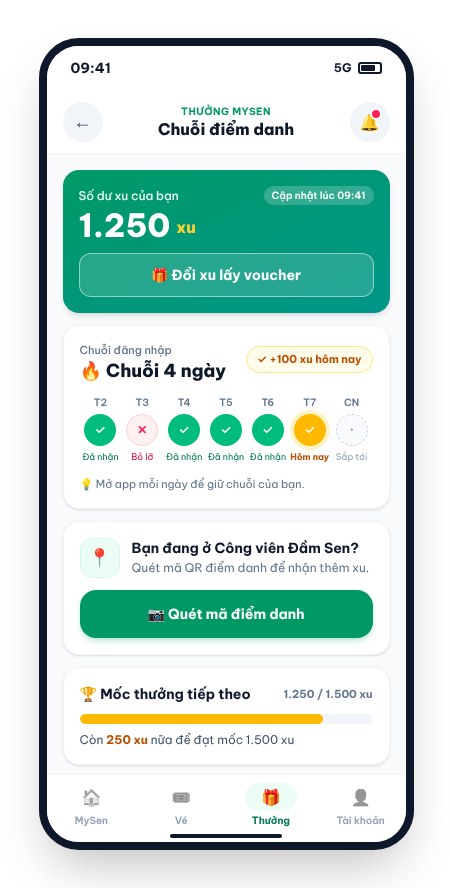 09:41
5G
THƯỞNG MYSEN
←
Chuỗi điểm danh
Số dư xu của bạn
Cập nhật lúc 09:41
1.250 xu
🎁 Đổi xu lấy voucher
Chuỗi đăng nhập
🔥 Chuỗi 4 ngày
✓ +100 xu hôm nay
T2 T3 T4 T5 T6 T7 CN
✓ ✕ ✓ ✓ ✓ ✓ ·
Đã nhận Bỏ lỡ Đã nhận Đã nhận Đã nhận Hôm nay Sắp tới
💡 Mở app mỗi ngày để giữ chuỗi của bạn.
Bạn đang ở Công viên Đầm Sen?
Quét mã QR điểm danh để nhận thêm xu.
📷 Quét mã điểm danh
🏆 Mốc thưởng tiếp theo
1.250 / 1.500 xu
Còn 250 xu nữa để đạt mốc 1.500 xu
MySen Vé Thưởng Tài khoản